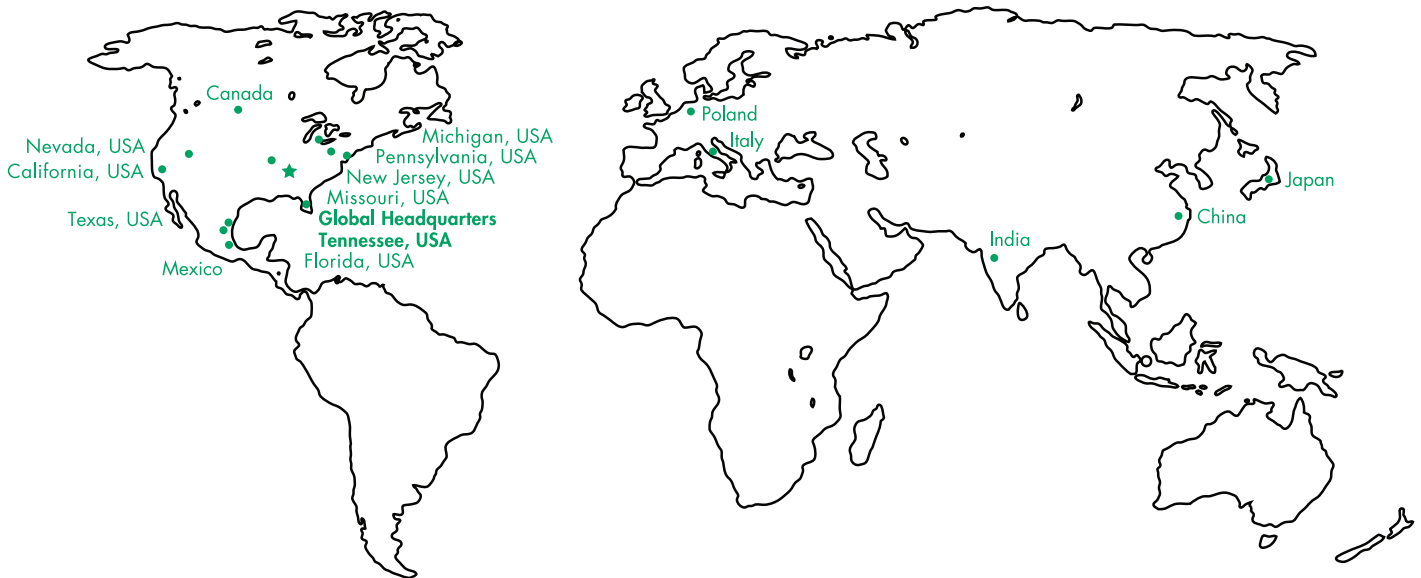 Canada
Nevada, USA
California, USA
Texas, USA
Mexico
Michigan, USA
Pennsylvania, USA
New Jersey, USA
Missouri, USA
Global Headquarters
Tennessee, USA
Florida, USA
Poland
Italy
India
China
Japan